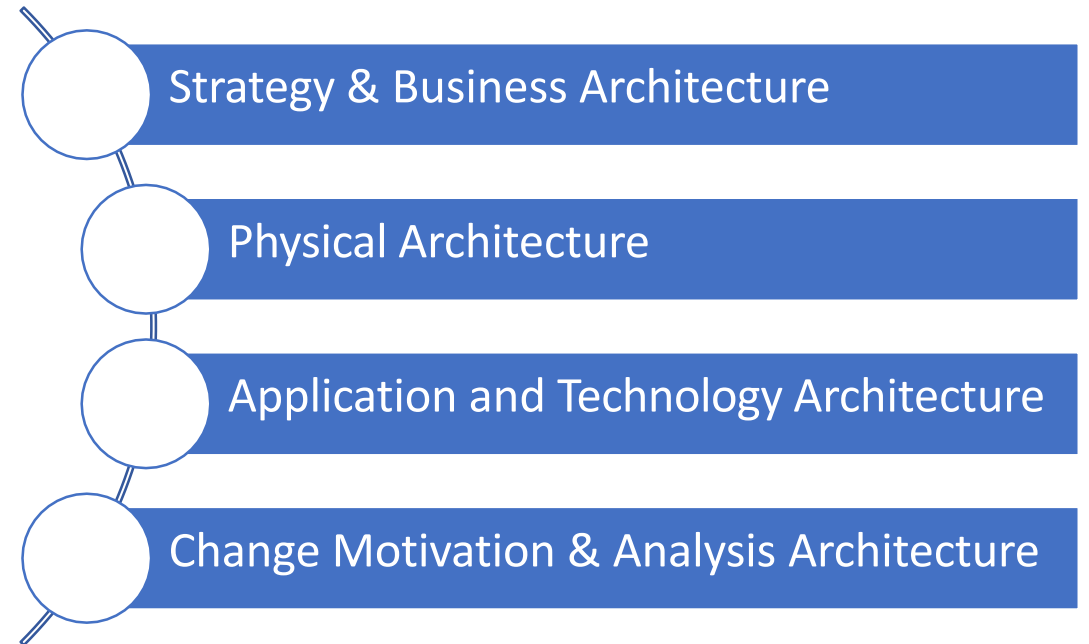 Strategy & Business Architecture
Physical Architecture
Application and Technology Architecture
Change Motivation & Analysis Architecture